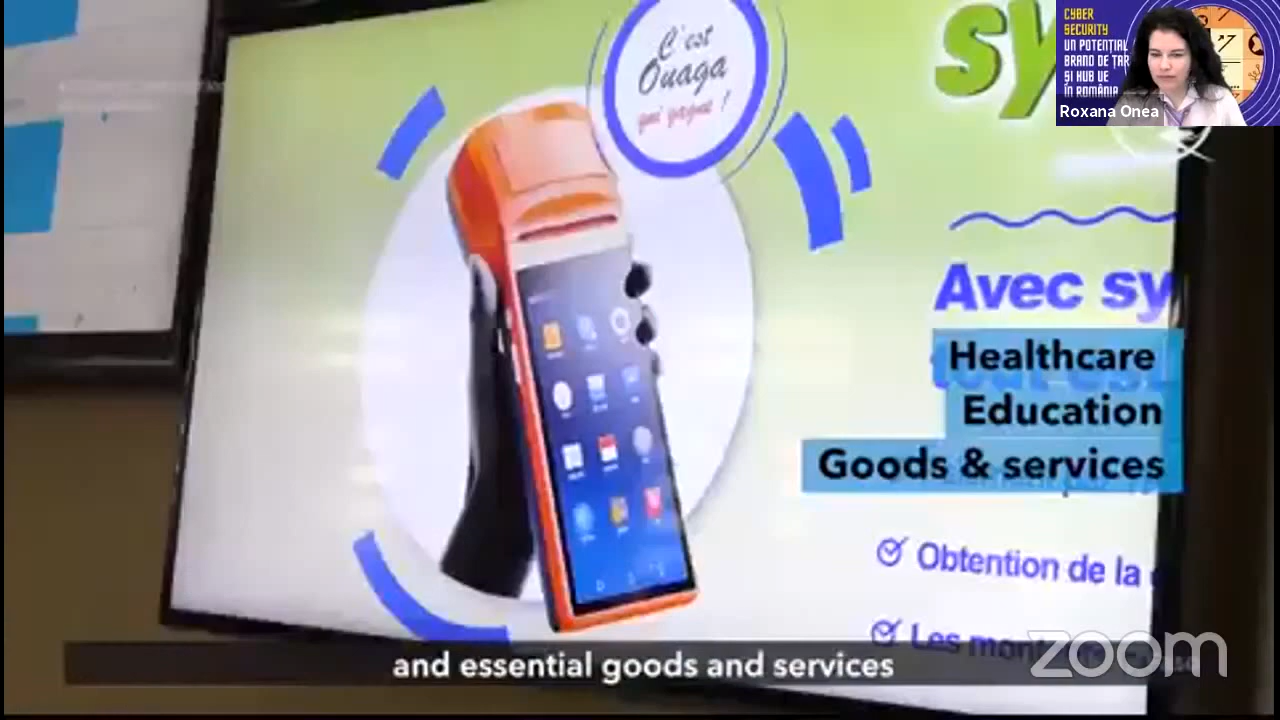 C'est
Ouaga
qui gagne !
sy
CYBER
SECURITY
UN POTENȚIAL
BRAND DE ȚAR
ȘI HUB UE
ÎN ROMÂNIA
Roxana Onea
Avec sy
Healthcare
Education
Goods & services
Obtention de la
Les mon
and essential goods and services
zoom